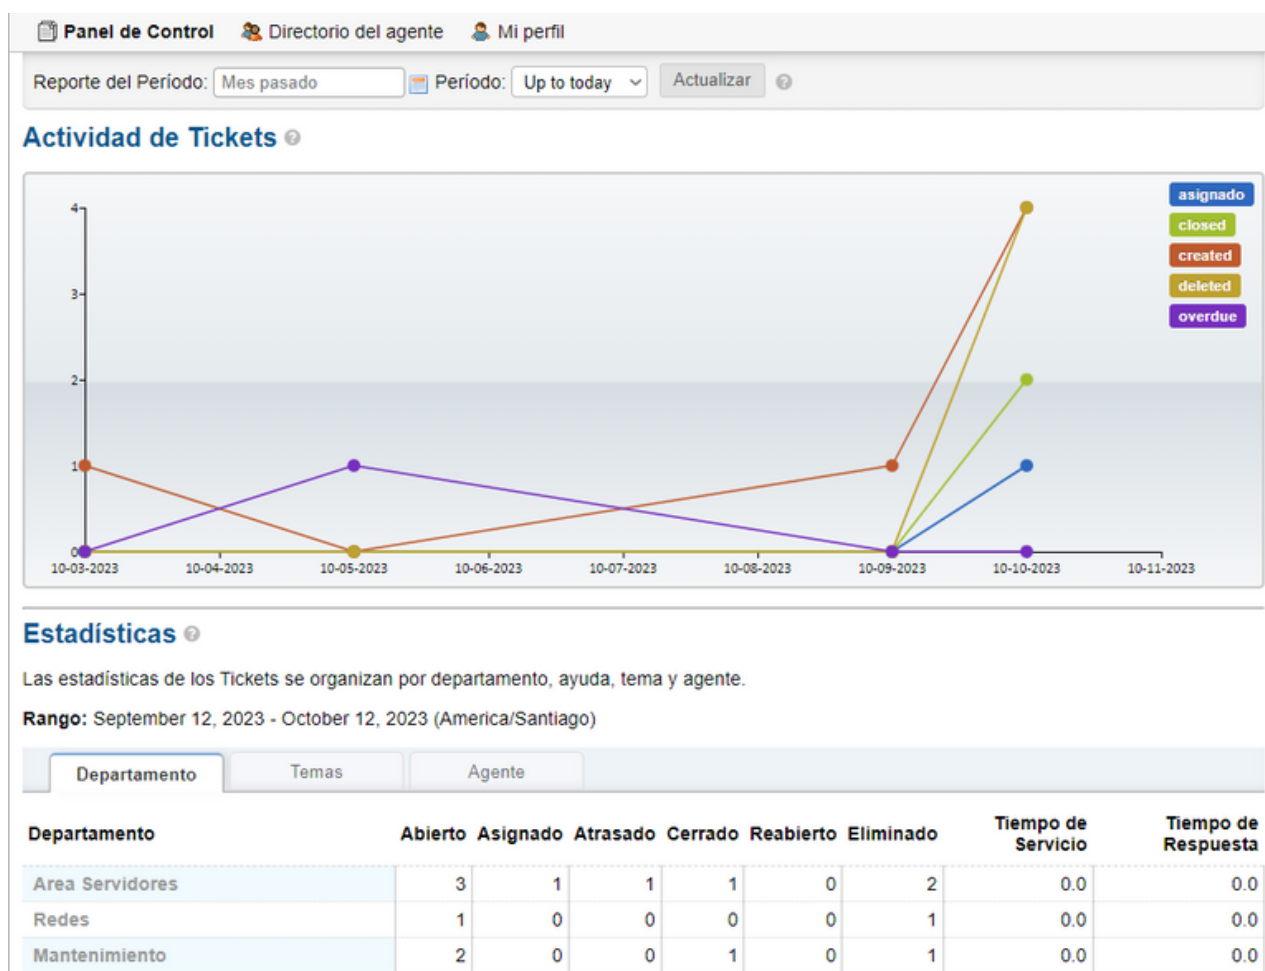 Panel de Control Directorio del agente Mi perfil
Reporte del Período: Mes pasado Período: Up to today Actualizar
Actividad de Tickets
asignado
closed
created
deleted
overdue
4
3
2
1
0
10-03-2023 10-04-2023 10-05-2023 10-06-2023 10-07-2023 10-08-2023 10-09-2023 10-10-2023 10-11-2023
Estadísticas
Las estadísticas de los Tickets se organizan por departamento, ayuda, tema y agente.
Rango: September 12, 2023 - October 12, 2023 (America/Santiago)
Departamento Temas Agente
Departamento Abierto Asignado Atrasado Cerrado Reabierto Eliminado Tiempo de Servicio Tiempo de Respuesta
Area Servidores 3 1 1 1 0 2 0.0 0.0
Redes 1 0 0 0 0 1 0.0 0.0
Mantenimiento 2 0 0 1 0 1 0.0 0.0